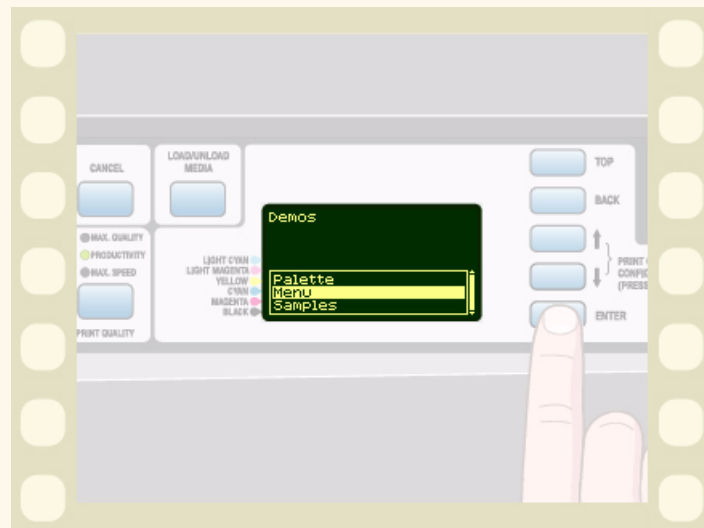 CANCEL
LOAD/UNLOAD
MEDIA
TOP
BACK
MAX. QUALITY
PRODUCTIVITY
MAX. SPEED
PRINT QUALITY
LIGHT CYAN
LIGHT MAGENTA
YELLOW
CYAN
MAGENTA
BLACK
Demos
Palette
Menu
Samples
PRINT
(PRESS
ENTER